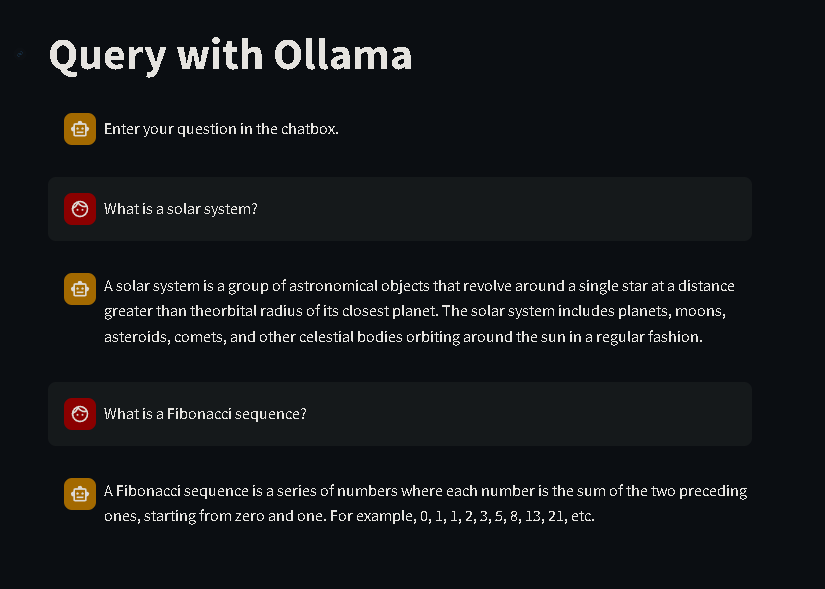 Query with Ollama
Enter your question in the chatbox.
What is a solar system?
A solar system is a group of astronomical objects that revolve around a single star at a distance
greater than theorbital radius of its closest planet. The solar system includes planets, moons,
asteroids, comets, and other celestial bodies orbiting around the sun in a regular fashion.
What is a Fibonacci sequence?
A Fibonacci sequence is a series of numbers where each number is the sum of the two preceding
ones, starting from zero and one. For example, 0, 1, 1, 2, 3, 5, 8, 13, 21, etc.